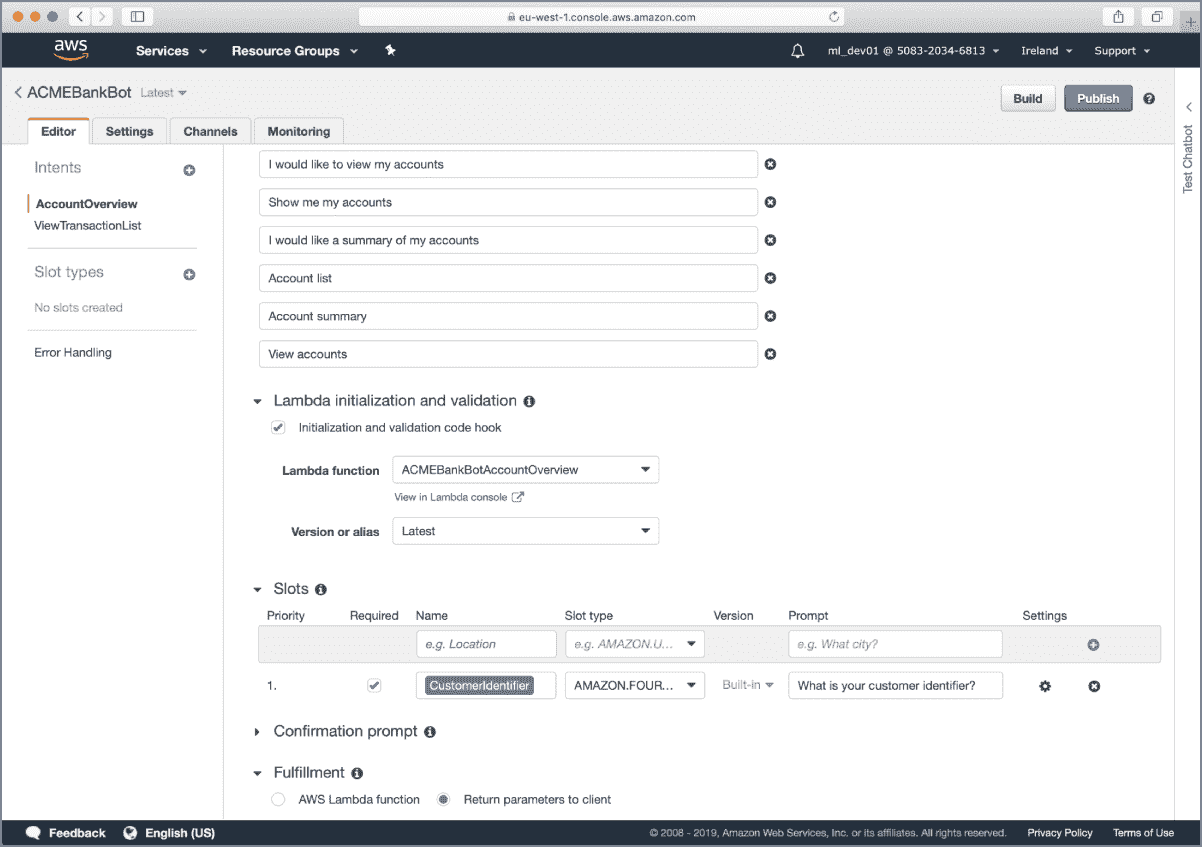 eu-west-1.console.aws.amazon.com
aws Services Resource Groups ml_dev01 @ 5083-2034-6813 Ireland Support
ACMEBankBot Latest Build Publish
Editor Settings Channels Monitoring
Test Chatbot
Intents
AccountOverview
ViewTransactionList
Slot types
No slots created
Error Handling
I would like to view my accounts
Show me my accounts
I would like a summary of my accounts
Account list
Account summary
View accounts
Lambda initialization and validation
Initialization and validation code hook
Lambda function ACMEBankBotAccountOverview
View in Lambda console
Version or alias Latest
Slots
Priority Required Name Slot type Version Prompt Settings
e.g. Location e.g. AMAZON.U... e.g. What city?
1. CustomerIdentifier AMAZON.FOUR... Built-in What is your customer identifier?
Confirmation prompt
Fulfillment
AWS Lambda function Return parameters to client
Feedback English (US) © 2008 - 2019, Amazon Web Services, Inc. or its affiliates. All rights reserved. Privacy Policy Terms of Use